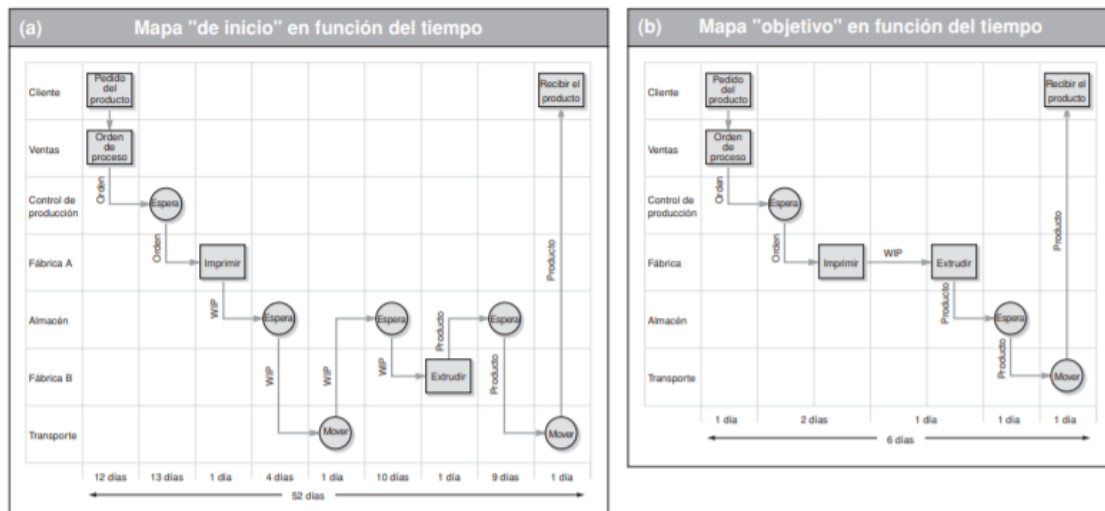 (a) Mapa "de inicio" en función del tiempo
Cliente
Pedido
del
producto
Recibir el
producto
Ventas
Orden
de
proceso
Orden
Control de
producción
Espera
Orden
Fábrica A
Imprimir
WIP
Producto
Almacén
Espera
Espera
Espera
WIP
WIP
WIP
Producto
Fábrica B
Extrudir
Producto
Transporte
Mover
Mover
12 días 13 días 1 día 4 días 1 día 10 días 1 día 9 días 1 día
52 días
(b) Mapa "objetivo" en función del tiempo
Cliente
Pedido
del
producto
Recibir el
producto
Ventas
Orden
de
proceso
Orden
Control de
producción
Espera
Orden
Producto
Fábrica
Imprimir
WIP
Extrudir
Producto
Almacén
Espera
Producto
Transporte
Mover
1 día 2 días 1 día 1 día 1 día
6 días